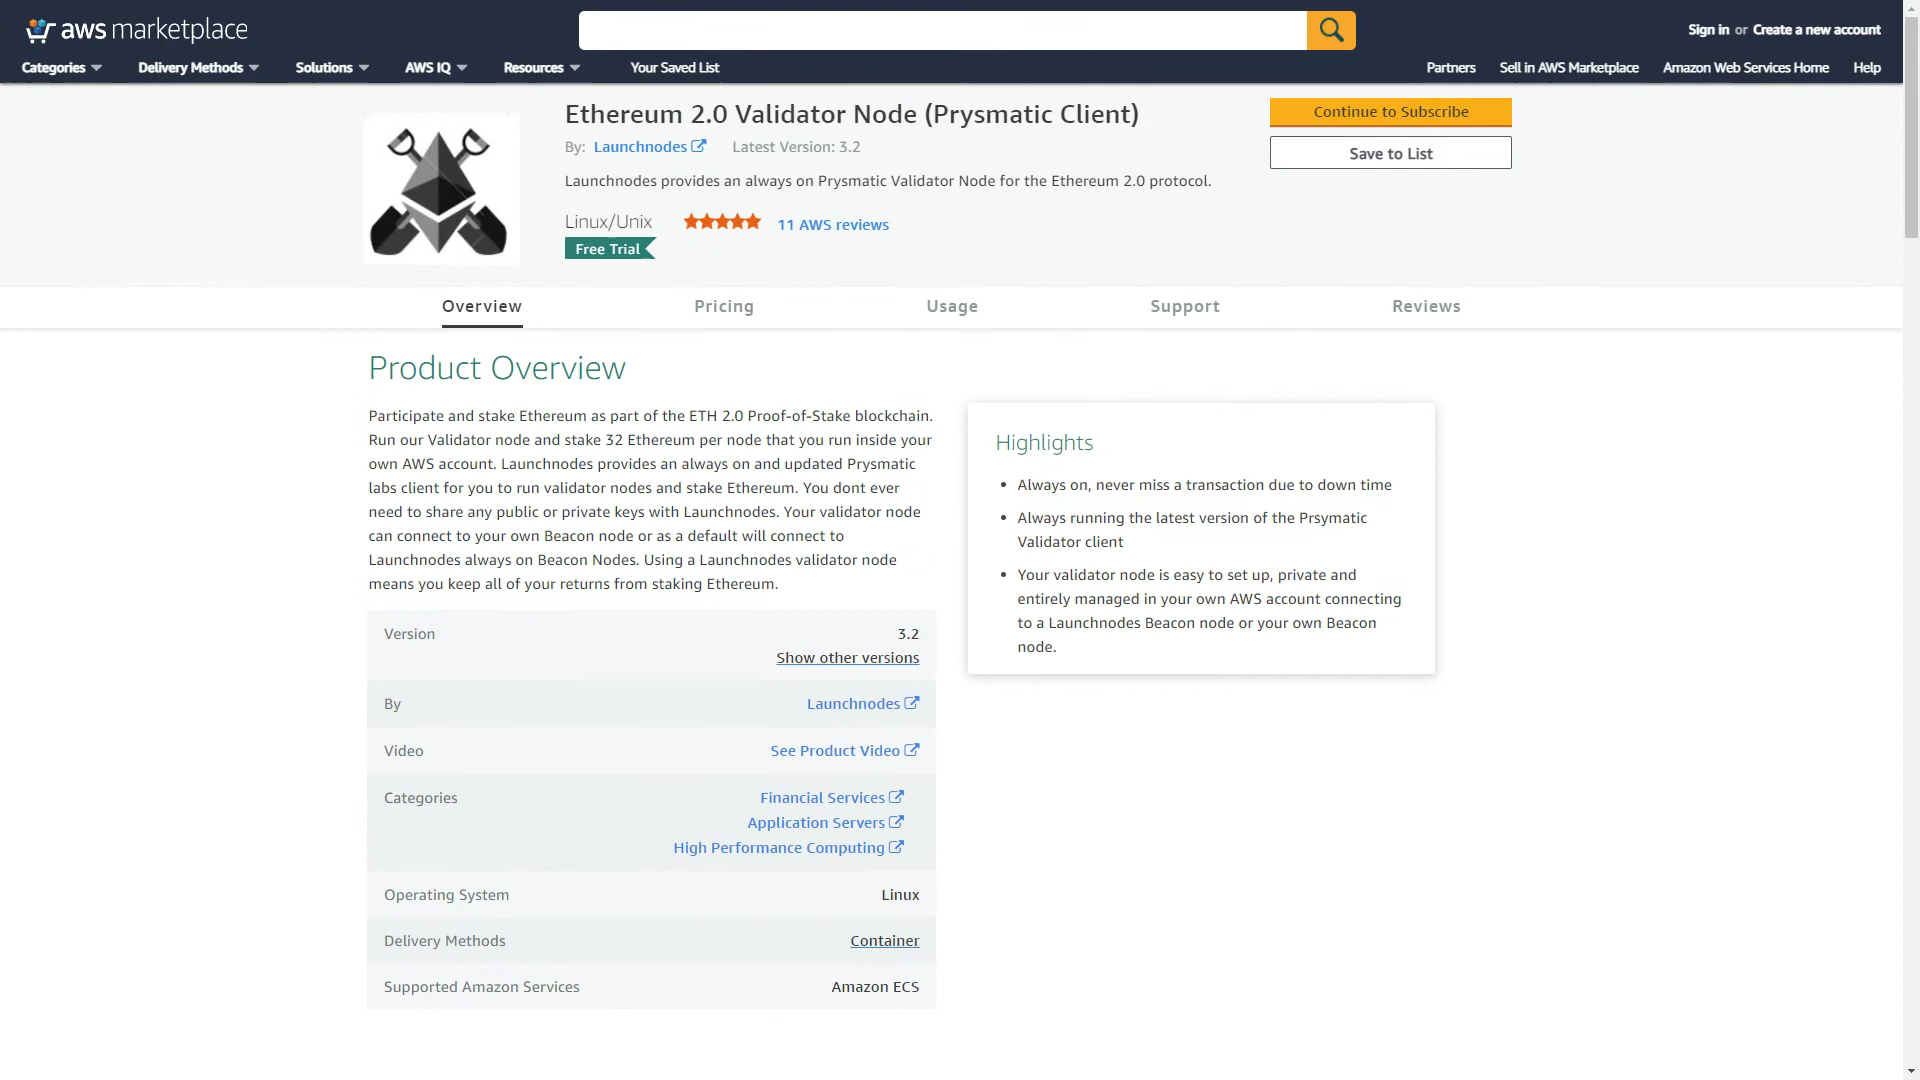 aws marketplace
Sign in or Create a new account
Categories Delivery Methods Solutions AWS IQ Resources Your Saved List Partners Sell in AWS Marketplace Amazon Web Services Home Help
Ethereum 2.0 Validator Node (Prysmatic Client)
Continue to Subscribe
By: Launchnodes Latest Version: 3.2
Save to List
Launchnodes provides an always on Prysmatic Validator Node for the Ethereum 2.0 protocol.
Linux/Unix 11 AWS reviews
Free Trial
Overview Pricing Usage Support Reviews
Product Overview
Participate and stake Ethereum as part of the ETH 2.0 Proof-of-Stake blockchain.
Run our Validator node and stake 32 Ethereum per node that you run inside your
own AWS account. Launchnodes provides an always on and updated Prysmatic
labs client for you to run validator nodes and stake Ethereum. You dont ever
need to share any public or private keys with Launchnodes. Your validator node
can connect to your own Beacon node or as a default will connect to
Launchnodes always on Beacon Nodes. Using a Launchnodes validator node
means you keep all of your returns from staking Ethereum.
Highlights
• Always on, never miss a transaction due to down time
• Always running the latest version of the Prsymatic
Validator client
• Your validator node is easy to set up, private and
entirely managed in your own AWS account connecting
to a Launchnodes Beacon node or your own Beacon
node.
Version 3.2
Show other versions
By Launchnodes
Video See Product Video
Categories Financial Services
Application Servers
High Performance Computing
Operating System Linux
Delivery Methods Container
Supported Amazon Services Amazon ECS